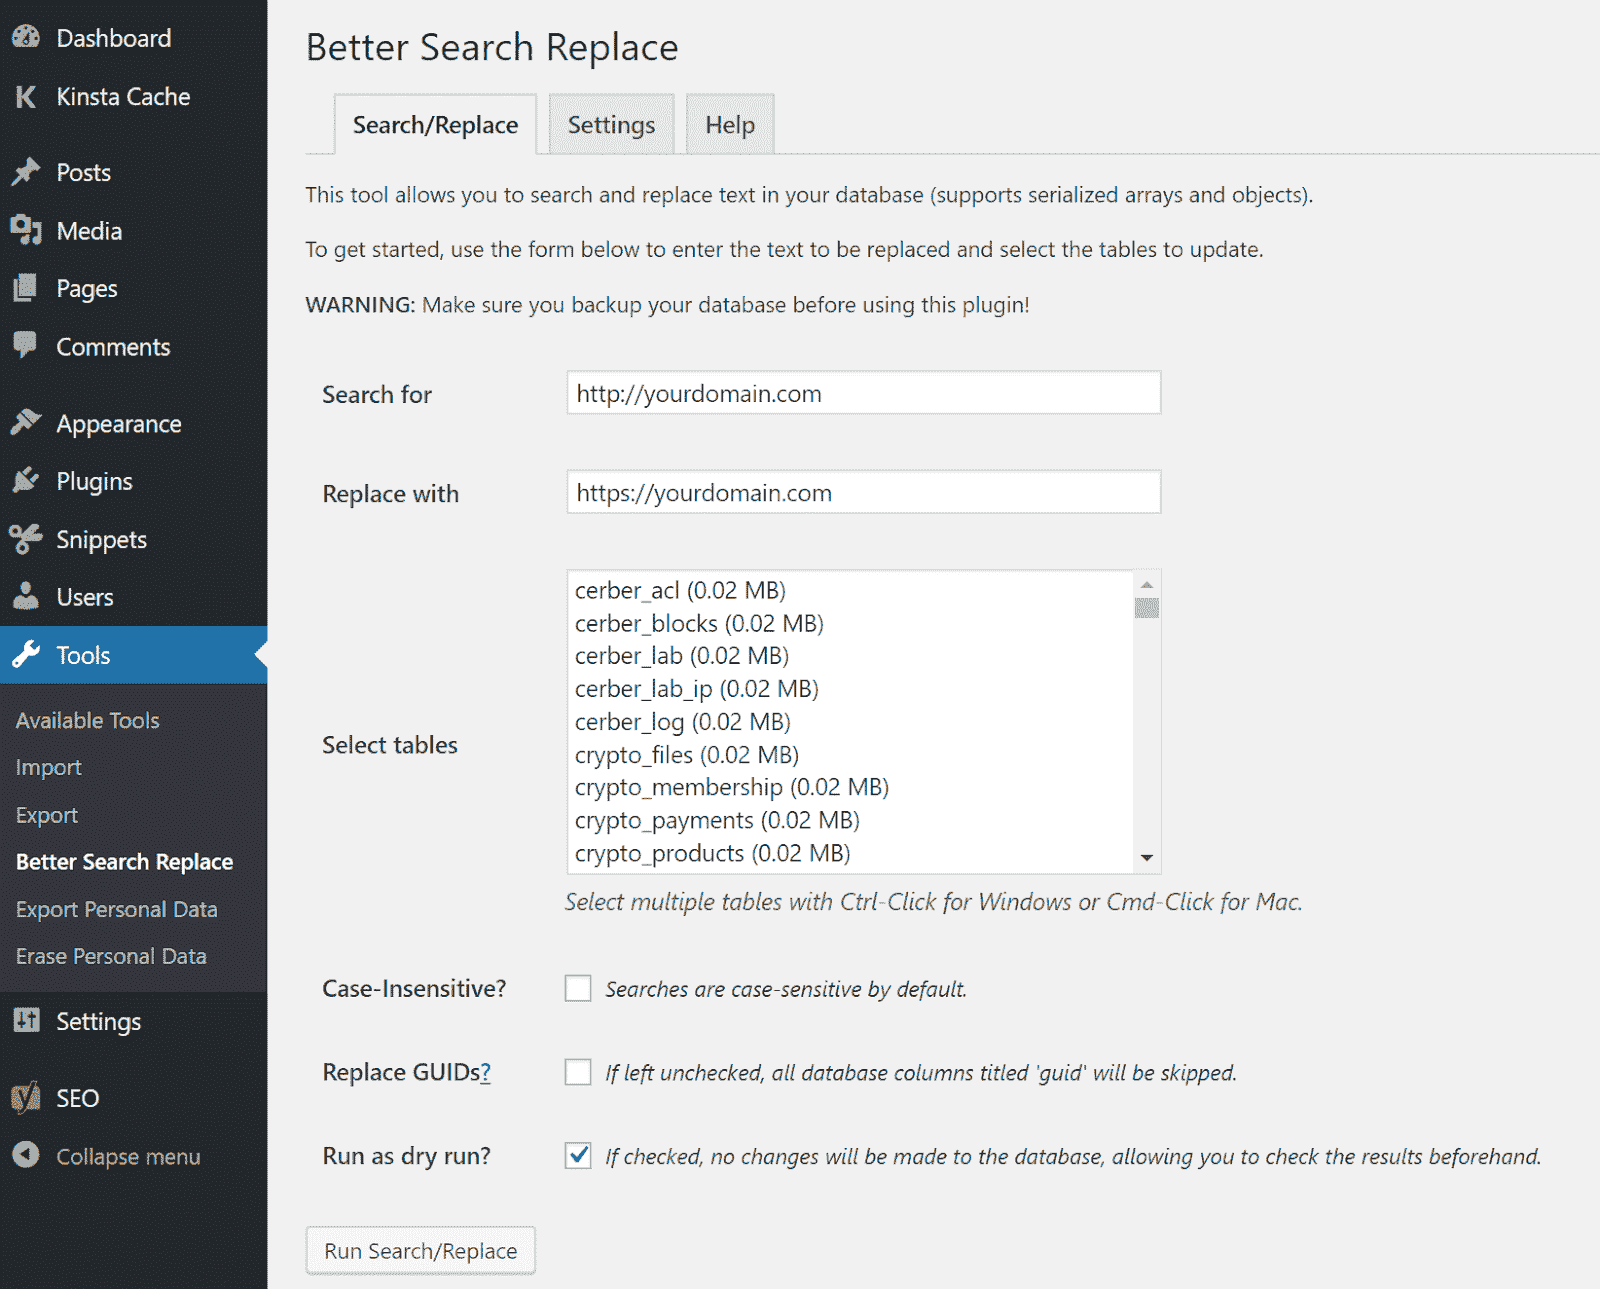 Dashboard
Kinsta Cache
Posts
Media
Pages
Comments
Appearance
Plugins
Snippets
Users
Tools
Available Tools
Import
Export
Better Search Replace
Export Personal Data
Erase Personal Data
Settings
SEO
Collapse menu
Better Search Replace
Search/Replace
Settings
Help
This tool allows you to search and replace text in your database (supports serialized arrays and objects).
To get started, use the form below to enter the text to be replaced and select the tables to update.
WARNING: Make sure you backup your database before using this plugin!
Search for
http://yourdomain.com
Replace with
https://yourdomain.com
Select tables
cerber_acl (0.02 MB)
cerber_blocks (0.02 MB)
cerber_lab (0.02 MB)
cerber_lab_ip (0.02 MB)
cerber_log (0.02 MB)
crypto_files (0.02 MB)
crypto_membership (0.02 MB)
crypto_payments (0.02 MB)
crypto_products (0.02 MB)
Select multiple tables with Ctrl-Click for Windows or Cmd-Click for Mac.
Case-Insensitive?
Searches are case-sensitive by default.
Replace GUIDs?
If left unchecked, all database columns titled 'guid' will be skipped.
Run as dry run?
If checked, no changes will be made to the database, allowing you to check the results beforehand.
Run Search/Replace